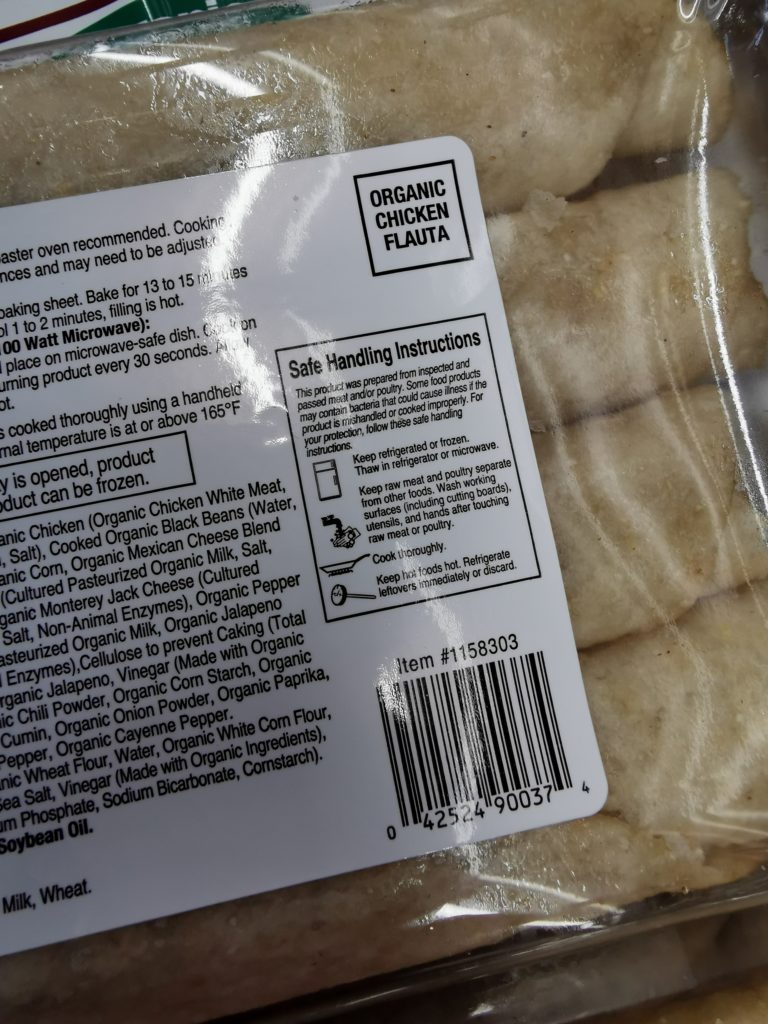 ORGANIC
CHICKEN
FLAUTA
aster oven recommended. Cooking
nces and may need to be adjusted
baking sheet. Bake for 13 to 15 minutes
ol 1 to 2 minutes, filling is hot.
00 Watt Microwave):
place on microwave-safe dish. on
urning product every 30 seconds.
ot.
s cooked thoroughly using a handheld
rnal temperature is at or above 165°F
y is opened, product
oduct can be frozen.
anic Chicken (Organic Chicken White Meat,
, Salt), Cooked Organic Black Beans (Water,
anic Corn, Organic Mexican Cheese Blend
(Cultured Pasteurized Organic Milk, Salt,
ganic Monterey Jack Cheese (Cultured
Salt, Non-Animal Enzymes), Organic Pepper
asteurized Organic Milk, Organic Jalapeno
Enzymes),Cellulose to prevent Caking (Total
rganic Jalapeno, Vinegar (Made with Organic
ic Chili Powder, Organic Corn Starch, Organic
Cumin, Organic Onion Powder, Organic Paprika,
Pepper, Organic Cayenne Pepper.
nic Wheat Flour, Water, Organic White Corn Flour,
Sea Salt, Vinegar (Made with Organic Ingredients),
um Phosphate, Sodium Bicarbonate, Cornstarch).
Soybean Oil.
Milk, Wheat.
Safe Handling Instructions
This product was prepared from inspected and
passed meat and/or poultry. Some food products
may contain bacteria that could cause illness if the
product is mishandled or cooked improperly. For
your protection, follow these safe handling
instructions.
Keep refrigerated or frozen.
Thaw in refrigerator or microwave.
Keep raw meat and poultry separate
from other foods. Wash working
surfaces (including cutting boards),
utensils, and hands after touching
raw meat or poultry.
Cook thoroughly.
Keep hot foods hot. Refrigerate
leftovers immediately or discard.
Item #1158303
0 42524 90037 4